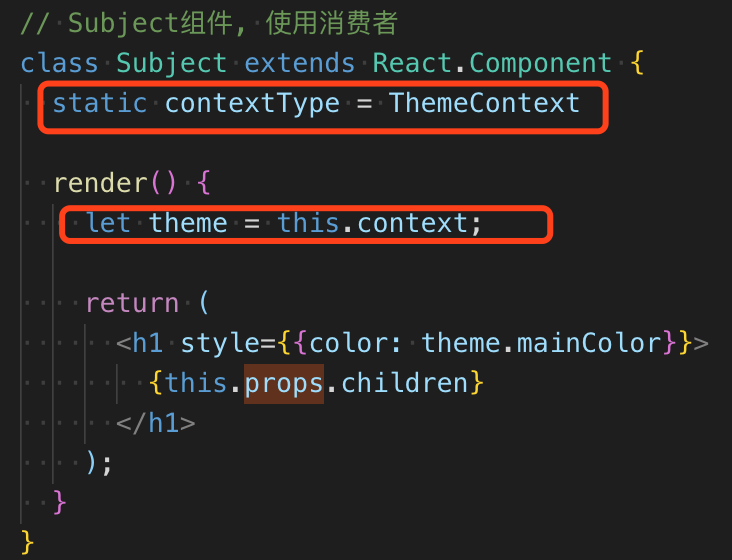 // Subject组件, 使用消费者
class Subject extends React.Component {
static contextType = ThemeContext
render() {
let theme = this.context;
return (
<h1 style={{color: theme.mainColor}}>
{this.props.children}
</h1>
);
}
}